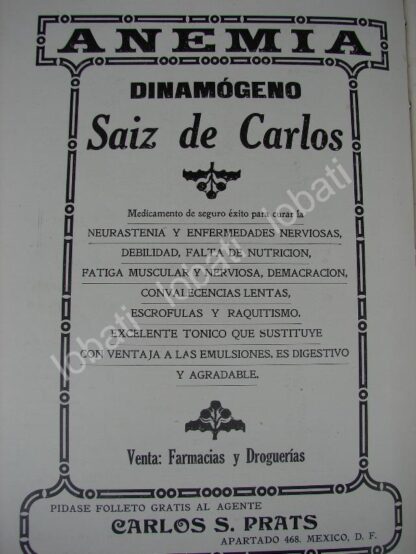 ANEMIA
DINAMÓGENO
Saiz de Carlos
Medicamento de seguro éxito para curar la
NEURASTENIA Y ENFERMEDADES NERVIOSAS,
DEBILIDAD, FALTA DE NUTRICION,
FATIGA MUSCULAR Y NERVIOSA, DEMACRACION,
CONVALECENCIAS LENTAS,
ESCROFULAS Y RAQUITISMO.
EXCELENTE TONICO QUE SUSTITUYE
CON VENTAJA A LAS EMULSIONES. ES DIGESTIVO
Y AGRADABLE.
lobati lobati lobati lobati
Venta: Farmacias y Droguerías
PIDASE FOLLETO GRATIS AL AGENTE
CARLOS S. PRATS
APARTADO 468. MEXICO, D. F.